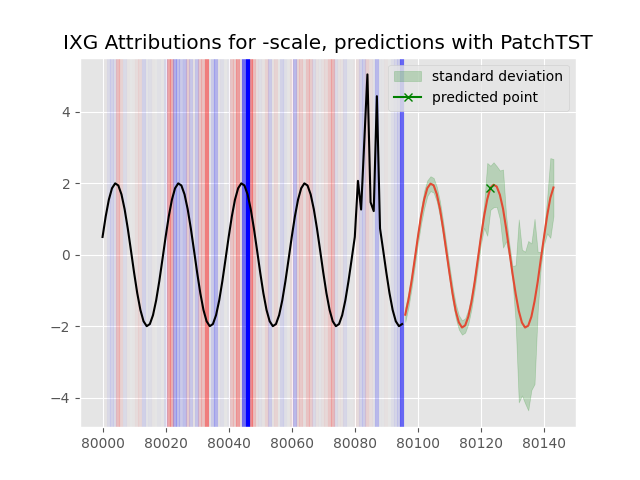 IXG Attributions for -scale, predictions with PatchTST
standard deviation
predicted point
4
2
0
−2
−4
80000 80020 80040 80060 80080 80100 80120 80140